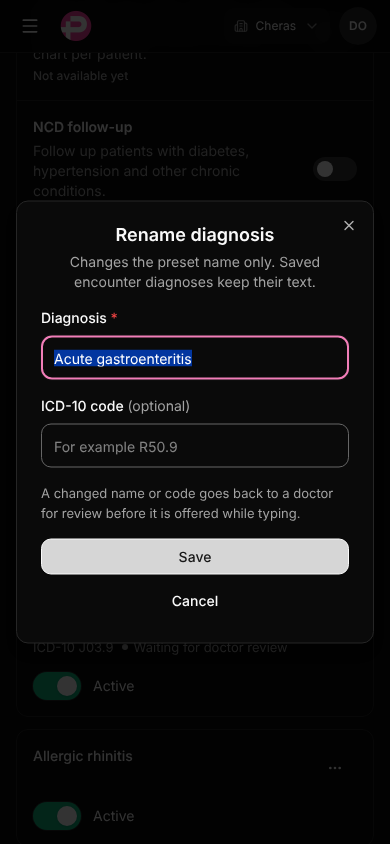 Cheras
DO
chart per patient.
Not available yet
NCD follow-up
Follow up patients with diabetes,
hypertension and other chronic
conditions.
Rename diagnosis
Changes the preset name only. Saved
encounter diagnoses keep their text.
Diagnosis *
Acute gastroenteritis
ICD-10 code (optional)
For example R50.9
A changed name or code goes back to a doctor
for review before it is offered while typing.
Save
Cancel
ICD-10 J03.9 • Waiting for doctor review
Active
Allergic rhinitis
Active